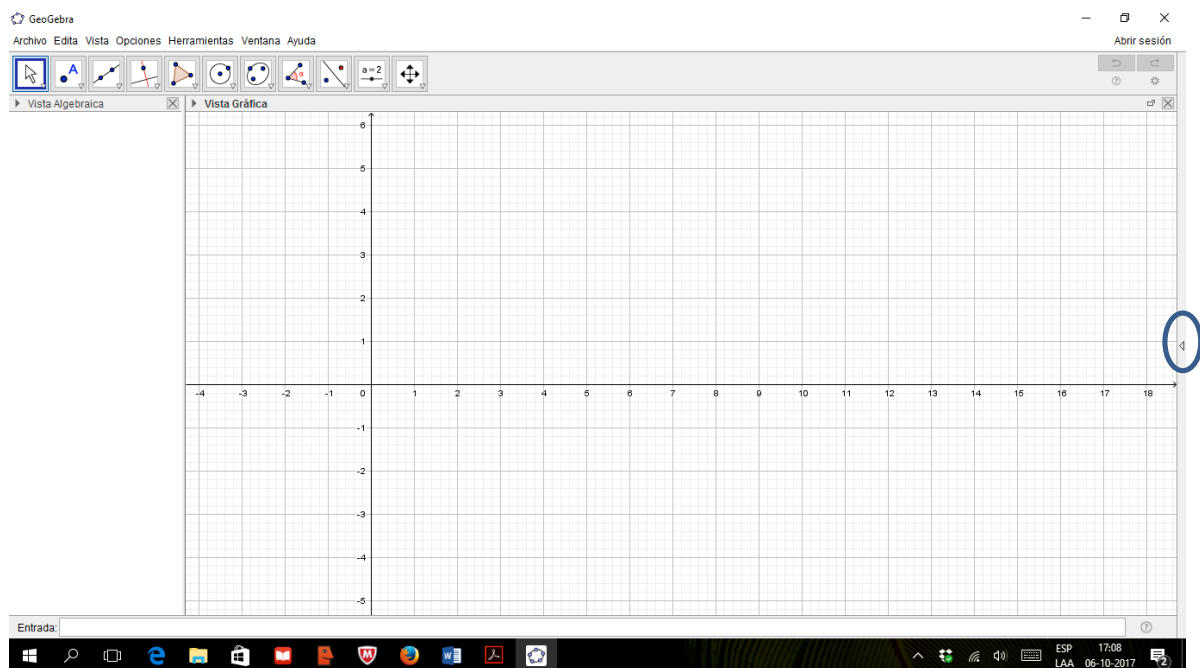 GeoGebra
Archivo Edita Vista Opciones Herramientas Ventana Ayuda
Abrir sesión
A
α°
a=2
Vista Algebraica
Vista Gráfica
6
5
4
3
2
1
-4 -3 -2 -1 0 1 2 3 4 5 6 7 8 9 10 11 12 13 14 15 16 17 18
-1
-2
-3
-4
-5
Entrada:
ESP 17:08
LAA 06-10-2017
2